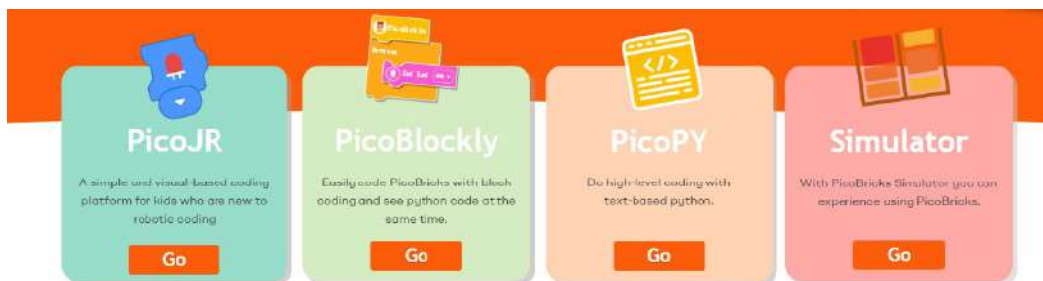 PicoJR
A simple and visual-based coding
platform for kids who are new to
robotic coding
Go
PicoBlockly
Easily code PicoBricks with block
coding and see python code at the
same time.
Go
</>
PicoPY
Do high-level coding with
text-based python.
Go
Simulator
With PicoBricks Simulator you can
experience using PicoBricks.
Go